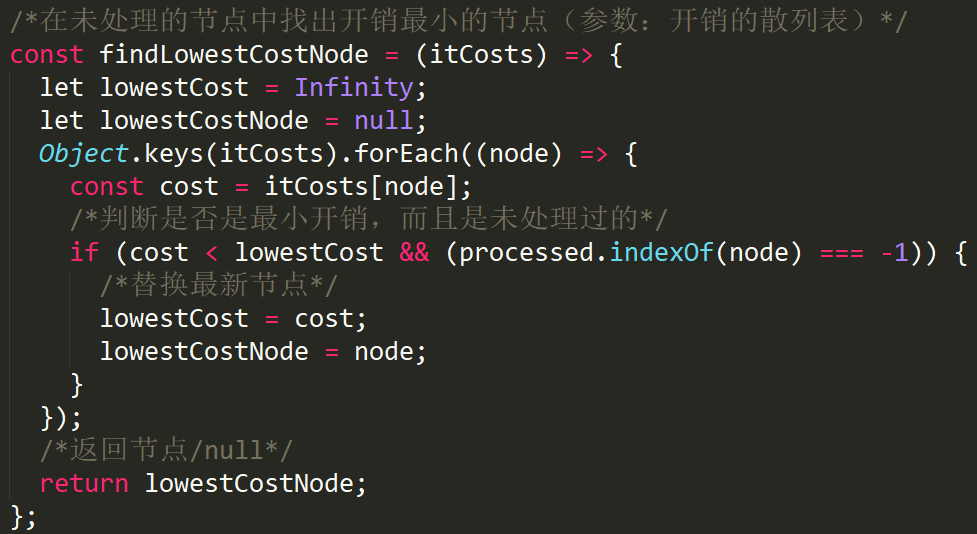 /*在未处理的节点中找出开销最小的节点（参数：开销的散列表）*/
const findLowestCostNode = (itCosts) => {
  let lowestCost = Infinity;
  let lowestCostNode = null;
  Object.keys(itCosts).forEach((node) => {
    const cost = itCosts[node];
    /*判断是否是最小开销，而且是未处理过的*/
    if (cost < lowestCost && (processed.indexOf(node) === -1)) {
      /*替换最新节点*/
      lowestCost = cost;
      lowestCostNode = node;
    }
  });
  /*返回节点/null*/
  return lowestCostNode;
};